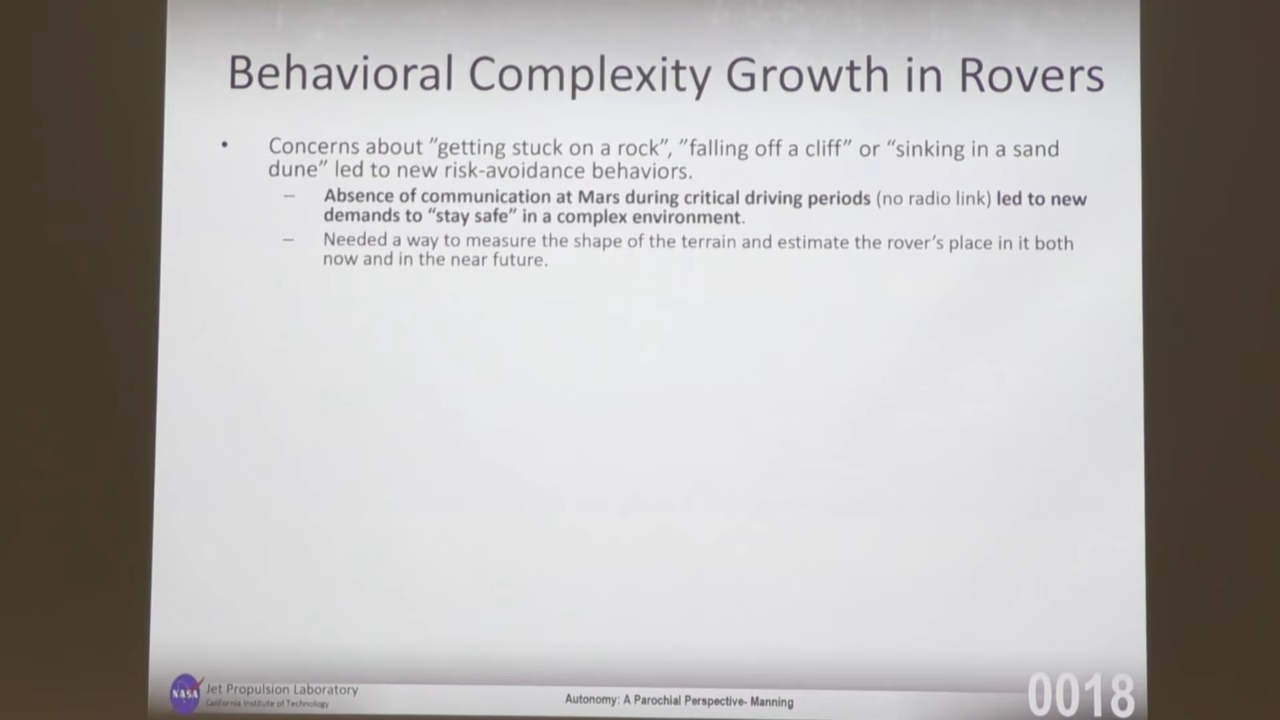 Behavioral Complexity Growth in Rovers
• Concerns about ”getting stuck on a rock”, ”falling off a cliff” or “sinking in a sand
dune” led to new risk-avoidance behaviors.
– Absence of communication at Mars during critical driving periods (no radio link) led to new
demands to “stay safe” in a complex environment.
– Needed a way to measure the shape of the terrain and estimate the rover’s place in it both
now and in the near future.
NASA
Jet Propulsion Laboratory
California Institute of Technology
Autonomy: A Parochial Perspective- Manning
0018